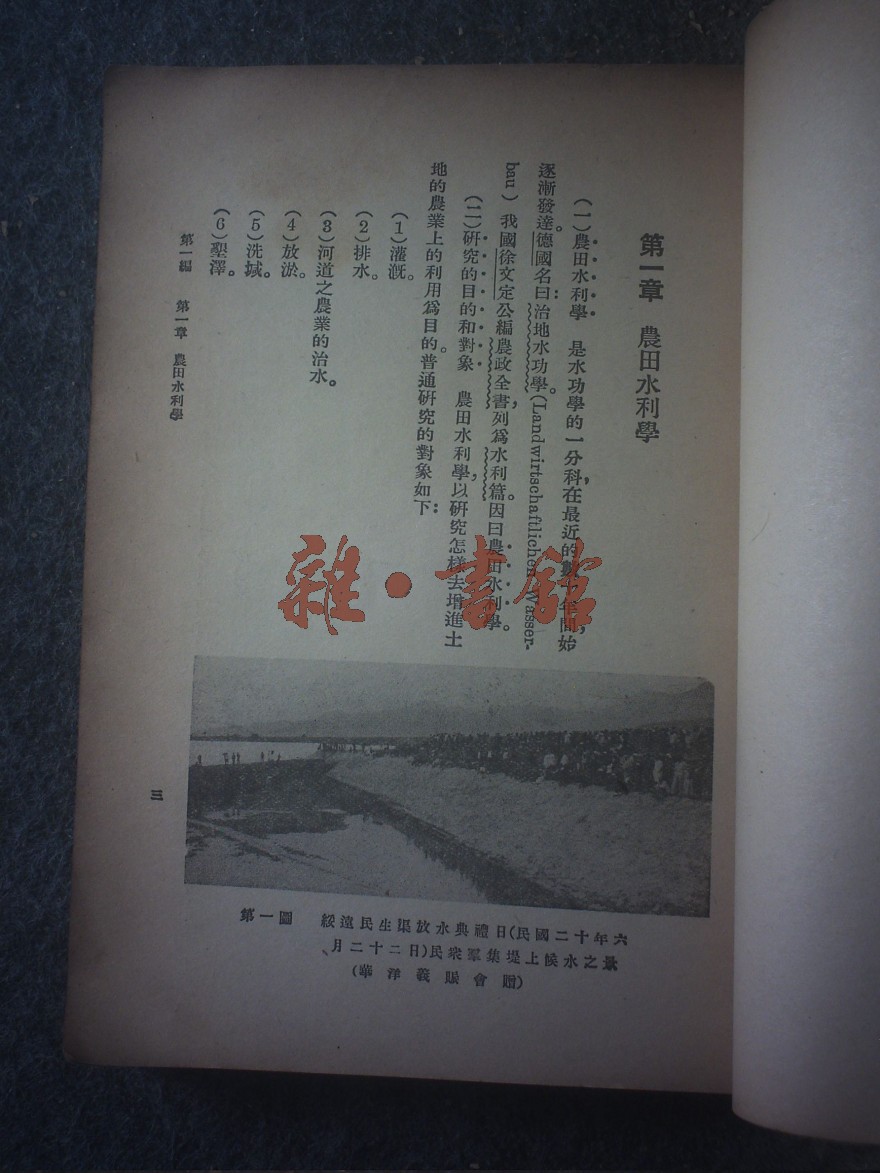 第一章　農田水利學
(一)農田水利學　是水功學的一分科,在最近的數十年間,始
逐漸發達德國名曰:治地水功學。(Landwirtschaftlichen Wasser-
bau) 我國徐文定公編農政全書,列爲水利篇。因曰農田水利學。
(二)研究的目的和對象　農田水利學,以研究怎樣去增進土
地的農業上的利用爲目的。普通研究的對象如下:
(1)灌漑。
(2)排水。
(3)河道之農業的治水。
(4)放淤。
(5)洗堿。
(6)墾澤。
第一編　第一章　農田水利學
三
第一圖　綏遠民生渠放水典禮日(民國二十年六
月二十二日)民衆羣集堤上候水之景
(華洋義賑會贈)
雜·書館